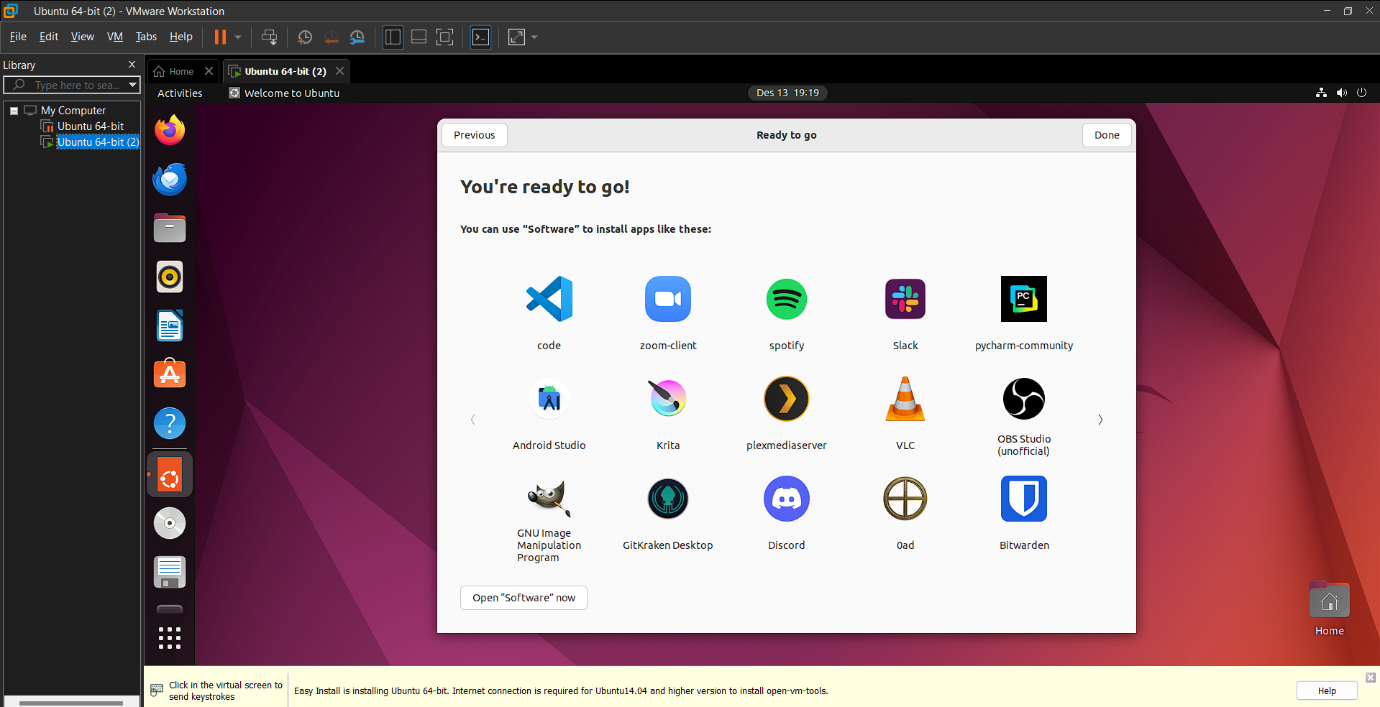 Ubuntu 64-bit (2) - VMware Workstation
File Edit View VM Tabs Help
Library
Type here to sea...
My Computer
Ubuntu 64-bit
Ubuntu 64-bit (2)
Home
Ubuntu 64-bit (2)
Activities
Welcome to Ubuntu
Des 13 19:19
Previous
Ready to go
Done
You're ready to go!
You can use “Software” to install apps like these:
code
zoom-client
spotify
Slack
PC
pycharm-community
Android Studio
Krita
plexmediaserver
VLC
OBS Studio
(unofficial)
GNU Image
Manipulation
Program
GitKraken Desktop
Discord
0ad
Bitwarden
Open “Software” now
Home
Click in the virtual screen to
send keystrokes
Easy Install is installing Ubuntu 64-bit. Internet connection is required for Ubuntu14.04 and higher version to install open-vm-tools.
Help